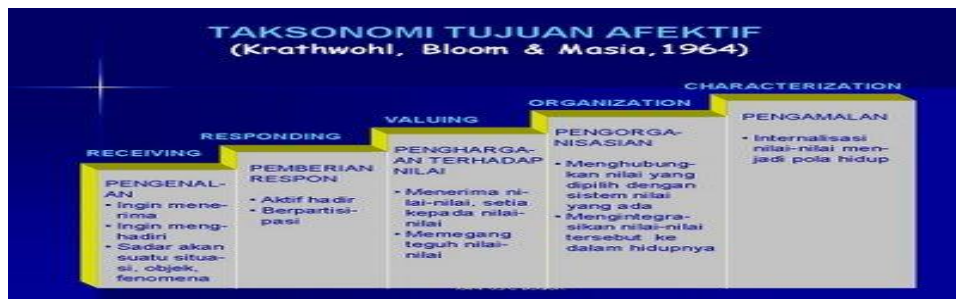 TAKSONOMI TUJUAN AFEKTIF
(Krathwohl, Bloom & Masia,1964)
RECEIVING
PENGENAL-
AN
• Ingin mene-
rima
• Ingin meng-
hadiri
• Sadar akan
suatu situa-
si, objek,
fenomena
RESPONDING
PEMBERIAN
RESPON
• Aktif hadir
• Berpartisi-
pasi
VALUING
PENGHARGA-
AN TERHADAP
NILAI
• Menerima ni-
lai-nilai, setia
kepada nilai-
nilai
• Memegang
teguh nilai-
nilai
ORGANIZATION
PENGORGA-
NISASIAN
• Menghubung-
kan nilai yang
dipilih dengan
sistem nilai
yang ada
• Mengintegra-
sikan nilai-nilai
tersebut ke
dalam hidupnya
CHARACTERIZATION
PENGAMALAN
• Internalisasi
nilai-nilai men-
jadi pola hidup